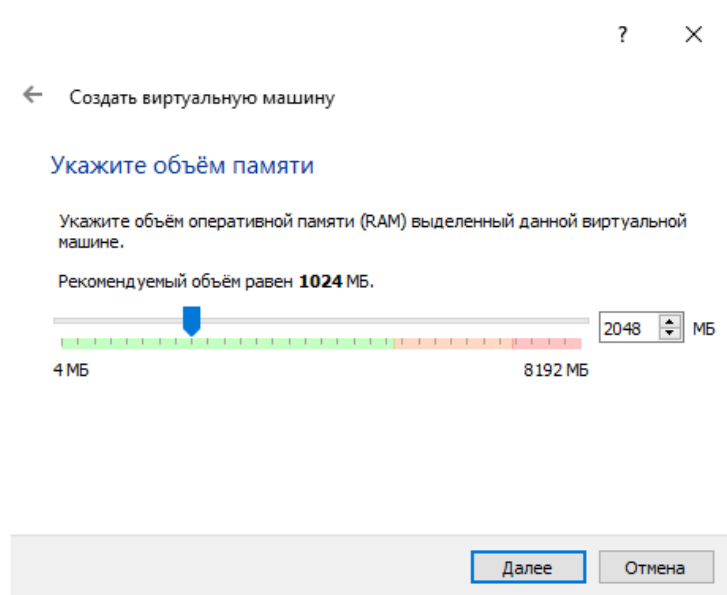 ?
Создать виртуальную машину
Укажите объём памяти
Укажите объём оперативной памяти (RAM) выделенный данной виртуальной
машине.
Рекомендуемый объём равен 1024 МБ.
2048 МБ
4 МБ 8192 МБ
Далее Отмена